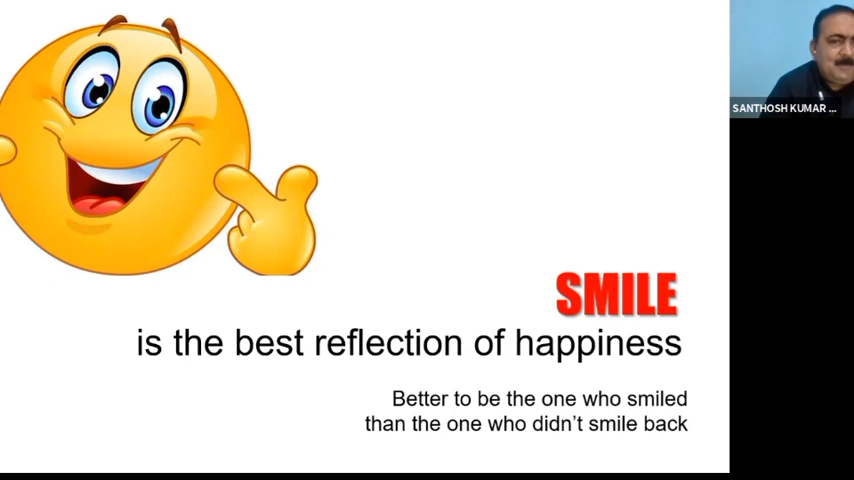 SANTHOSH KUMAR ...
SMILE
is the best reflection of happiness
Better to be the one who smiled
than the one who didn't smile back